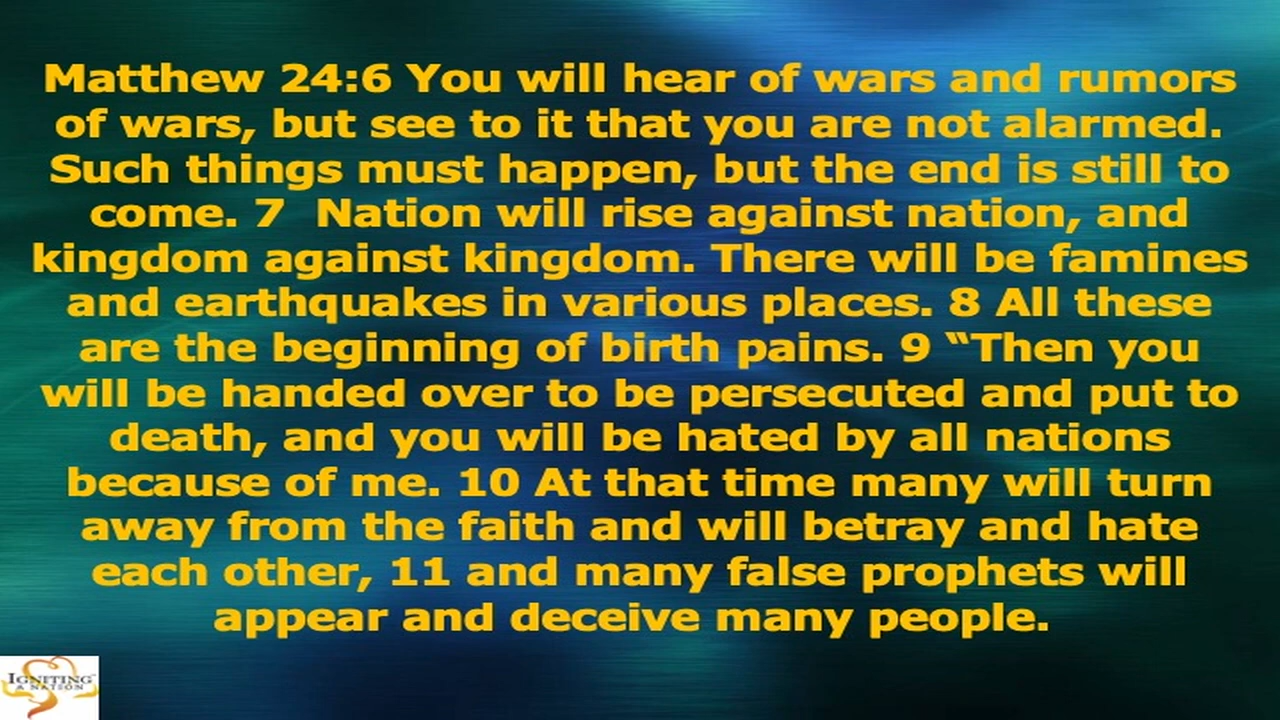 Matthew 24:6 You will hear of wars and rumors
of wars, but see to it that you are not alarmed.
Such things must happen, but the end is still to
come. 7  Nation will rise against nation, and
kingdom against kingdom. There will be famines
and earthquakes in various places. 8 All these
are the beginning of birth pains. 9 “Then you
will be handed over to be persecuted and put to
death, and you will be hated by all nations
because of me. 10 At that time many will turn
away from the faith and will betray and hate
each other, 11 and many false prophets will
appear and deceive many people.
IGNITING
A NATION